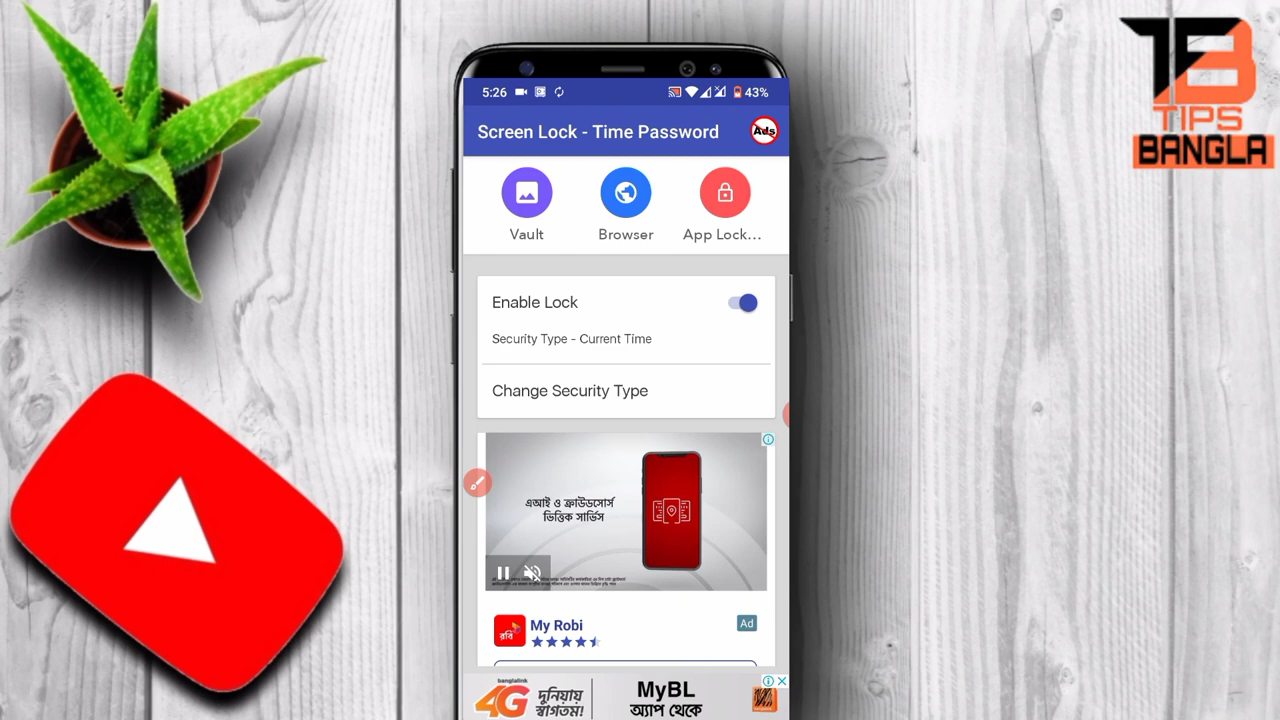 TB
TIPS
BANGLA
5:26
43%
Screen Lock - Time Password
Ads
Vault
Browser
App Lock...
Enable Lock
Security Type - Current Time
Change Security Type
এআই ও ক্রাউডসোর্স
ভিত্তিক সার্ভিস
রবি
My Robi
Ad
banglalink
4G
দুনিয়ায়
স্বাগতম!
MyBL
অ্যাপ থেকে